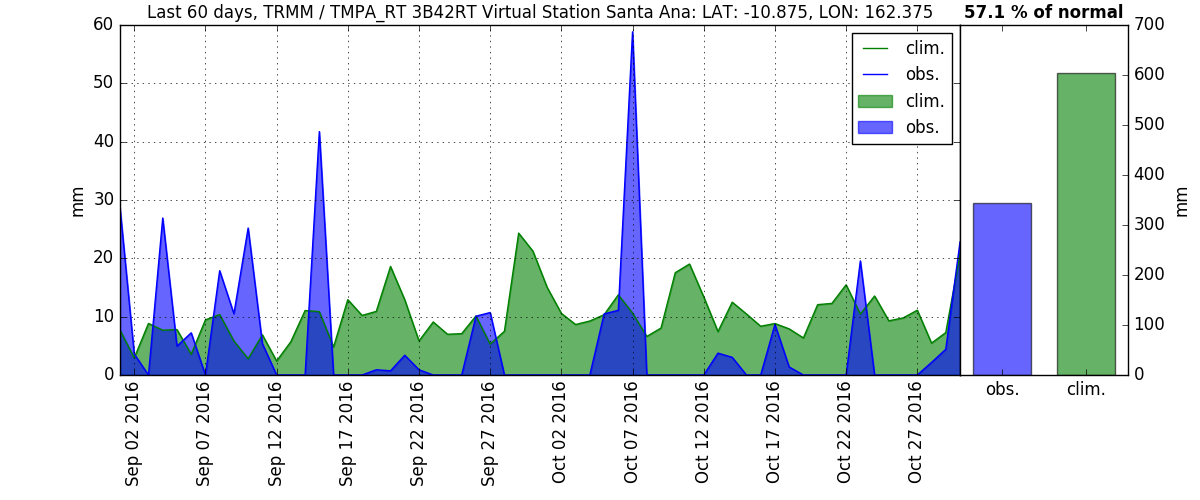 Last 60 days, TRMM / TMPA_RT 3B42RT Virtual Station Santa Ana: LAT: -10.875, LON: 162.375
57.1 % of normal
60
50
40
30
20
10
0
mm
clim.
obs.
clim.
obs.
700
600
500
400
300
200
100
0
mm
Sep 02 2016
Sep 07 2016
Sep 12 2016
Sep 17 2016
Sep 22 2016
Sep 27 2016
Oct 02 2016
Oct 07 2016
Oct 12 2016
Oct 17 2016
Oct 22 2016
Oct 27 2016
obs.
clim.